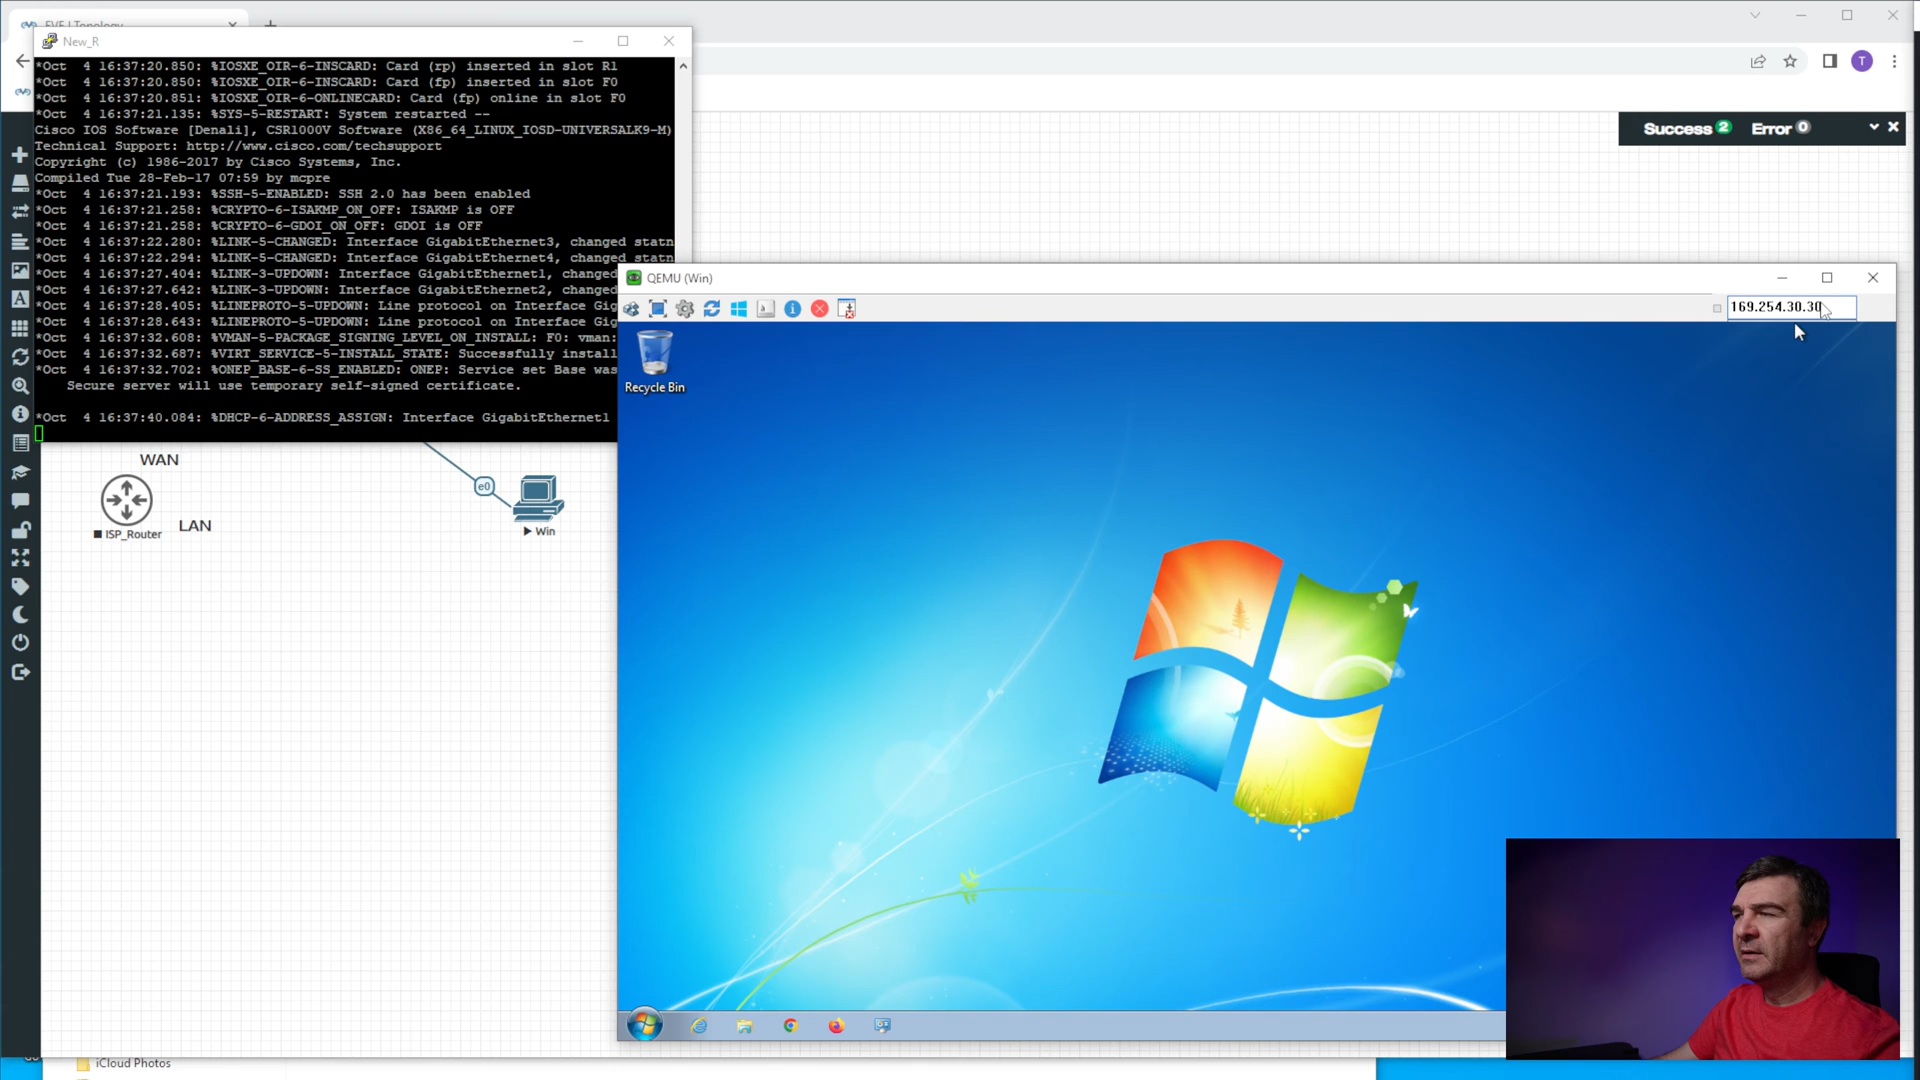 EVE | Topology
New_R
*Oct  4 16:37:20.850: %IOSXE_OIR-6-INSCARD: Card (rp) inserted in slot R1
*Oct  4 16:37:20.850: %IOSXE_OIR-6-INSCARD: Card (fp) inserted in slot F0
*Oct  4 16:37:20.851: %IOSXE_OIR-6-ONLINECARD: Card (fp) online in slot F0
*Oct  4 16:37:21.135: %SYS-5-RESTART: System restarted --
Cisco IOS Software [Denali], CSR1000V Software (X86_64_LINUX_IOSD-UNIVERSALK9-M)
Technical Support: http://www.cisco.com/techsupport
Copyright (c) 1986-2017 by Cisco Systems, Inc.
Compiled Tue 28-Feb-17 07:59 by mcpre
*Oct  4 16:37:21.193: %SSH-5-ENABLED: SSH 2.0 has been enabled
*Oct  4 16:37:21.258: %CRYPTO-6-ISAKMP_ON_OFF: ISAKMP is OFF
*Oct  4 16:37:21.258: %CRYPTO-6-GDOI_ON_OFF: GDOI is OFF
*Oct  4 16:37:22.280: %LINK-5-CHANGED: Interface GigabitEthernet3, changed statn
*Oct  4 16:37:22.294: %LINK-5-CHANGED: Interface GigabitEthernet4, changed statn
*Oct  4 16:37:27.404: %LINK-3-UPDOWN: Interface GigabitEthernet1, changed
*Oct  4 16:37:27.642: %LINK-3-UPDOWN: Interface GigabitEthernet2, changed
*Oct  4 16:37:28.405: %LINEPROTO-5-UPDOWN: Line protocol on Interface Gig
*Oct  4 16:37:28.643: %LINEPROTO-5-UPDOWN: Line protocol on Interface Gig
*Oct  4 16:37:32.608: %VMAN-5-PACKAGE_SIGNING_LEVEL_ON_INSTALL: F0: vman:
*Oct  4 16:37:32.687: %VIRT_SERVICE-5-INSTALL_STATE: Successfully install
*Oct  4 16:37:32.702: %ONEP_BASE-6-SS_ENABLED: ONEP: Service set Base was
Secure server will use temporary self-signed certificate.
*Oct  4 16:37:40.084: %DHCP-6-ADDRESS_ASSIGN: Interface GigabitEthernet1
T
Success 2 Error 0
QEMU (Win)
169.254.30.30
Recycle Bin
WAN
ISP_Router
LAN
e0
Win
iCloud Photos